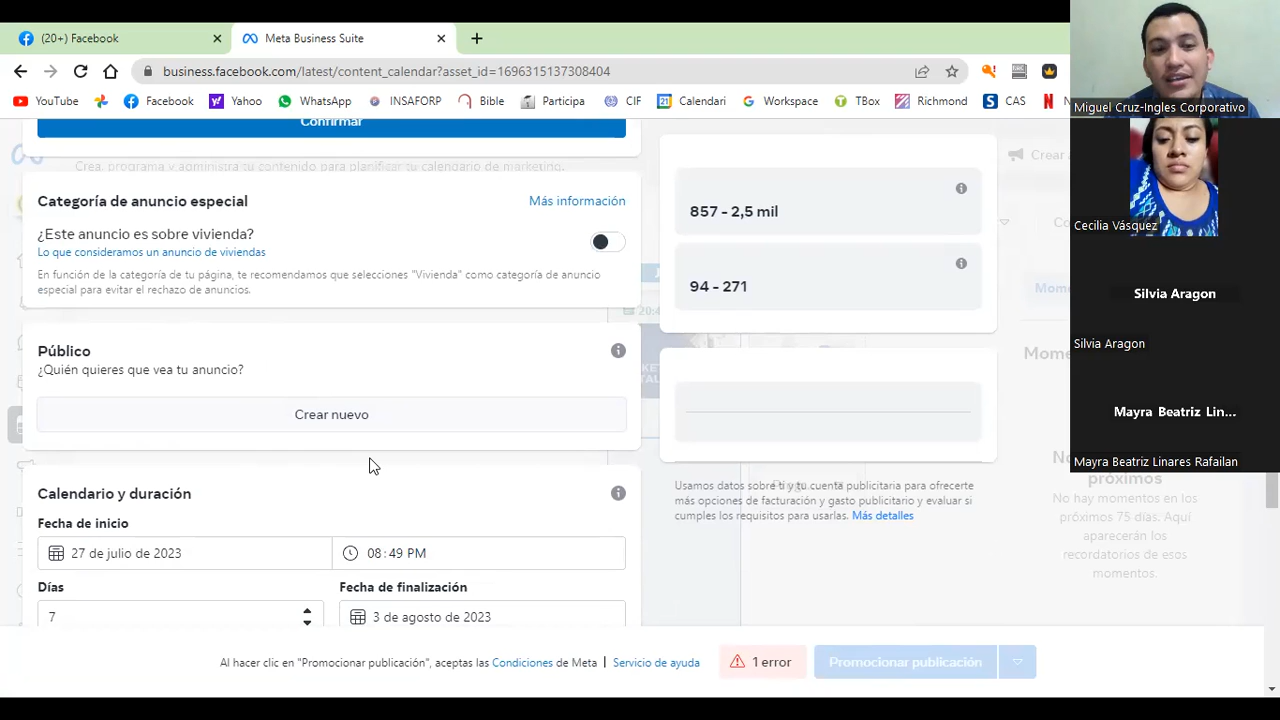 (20+) Facebook
Meta Business Suite
business.facebook.com/latest/content_calendar?asset_id=1696315137308404
YouTube
Facebook
Yahoo
WhatsApp
INSAFORP
Bible
Participa
CIF
Calendari
Workspace
TBox
Richmond
CAS
Confirmar
Crea, programa y administra tu contenido para planificar tu calendario de marketing.
Crear
Categoría de anuncio especial
Más información
¿Este anuncio es sobre vivienda?
Lo que consideramos un anuncio de viviendas
En función de la categoría de tu página, te recomendamos que selecciones "Vivienda" como categoría de anuncio
especial para evitar el rechazo de anuncios.
857 - 2,5 mil
94 - 271
Público
¿Quién quieres que vea tu anuncio?
Crear nuevo
Calendario y duración
Fecha de inicio
27 de julio de 2023
08:49 PM
Días
Fecha de finalización
7
3 de agosto de 2023
Usamos datos sobre ti y tu cuenta publicitaria para ofrecerte
más opciones de facturación y gasto publicitario y evaluar si
cumples los requisitos para usarlas. Más detalles
próximos
No hay momentos en los
próximos 75 días. Aquí
aparecerán los
recordatorios de esos
momentos.
Al hacer clic en "Promocionar publicación", aceptas las Condiciones de Meta | Servicio de ayuda
1 error
Promocionar publicación
Miguel Cruz-Ingles Corporativo
Cecilia Vásquez
Silvia Aragon
Silvia Aragon
Mayra Beatriz Lin...
Mayra Beatriz Linares Rafailan